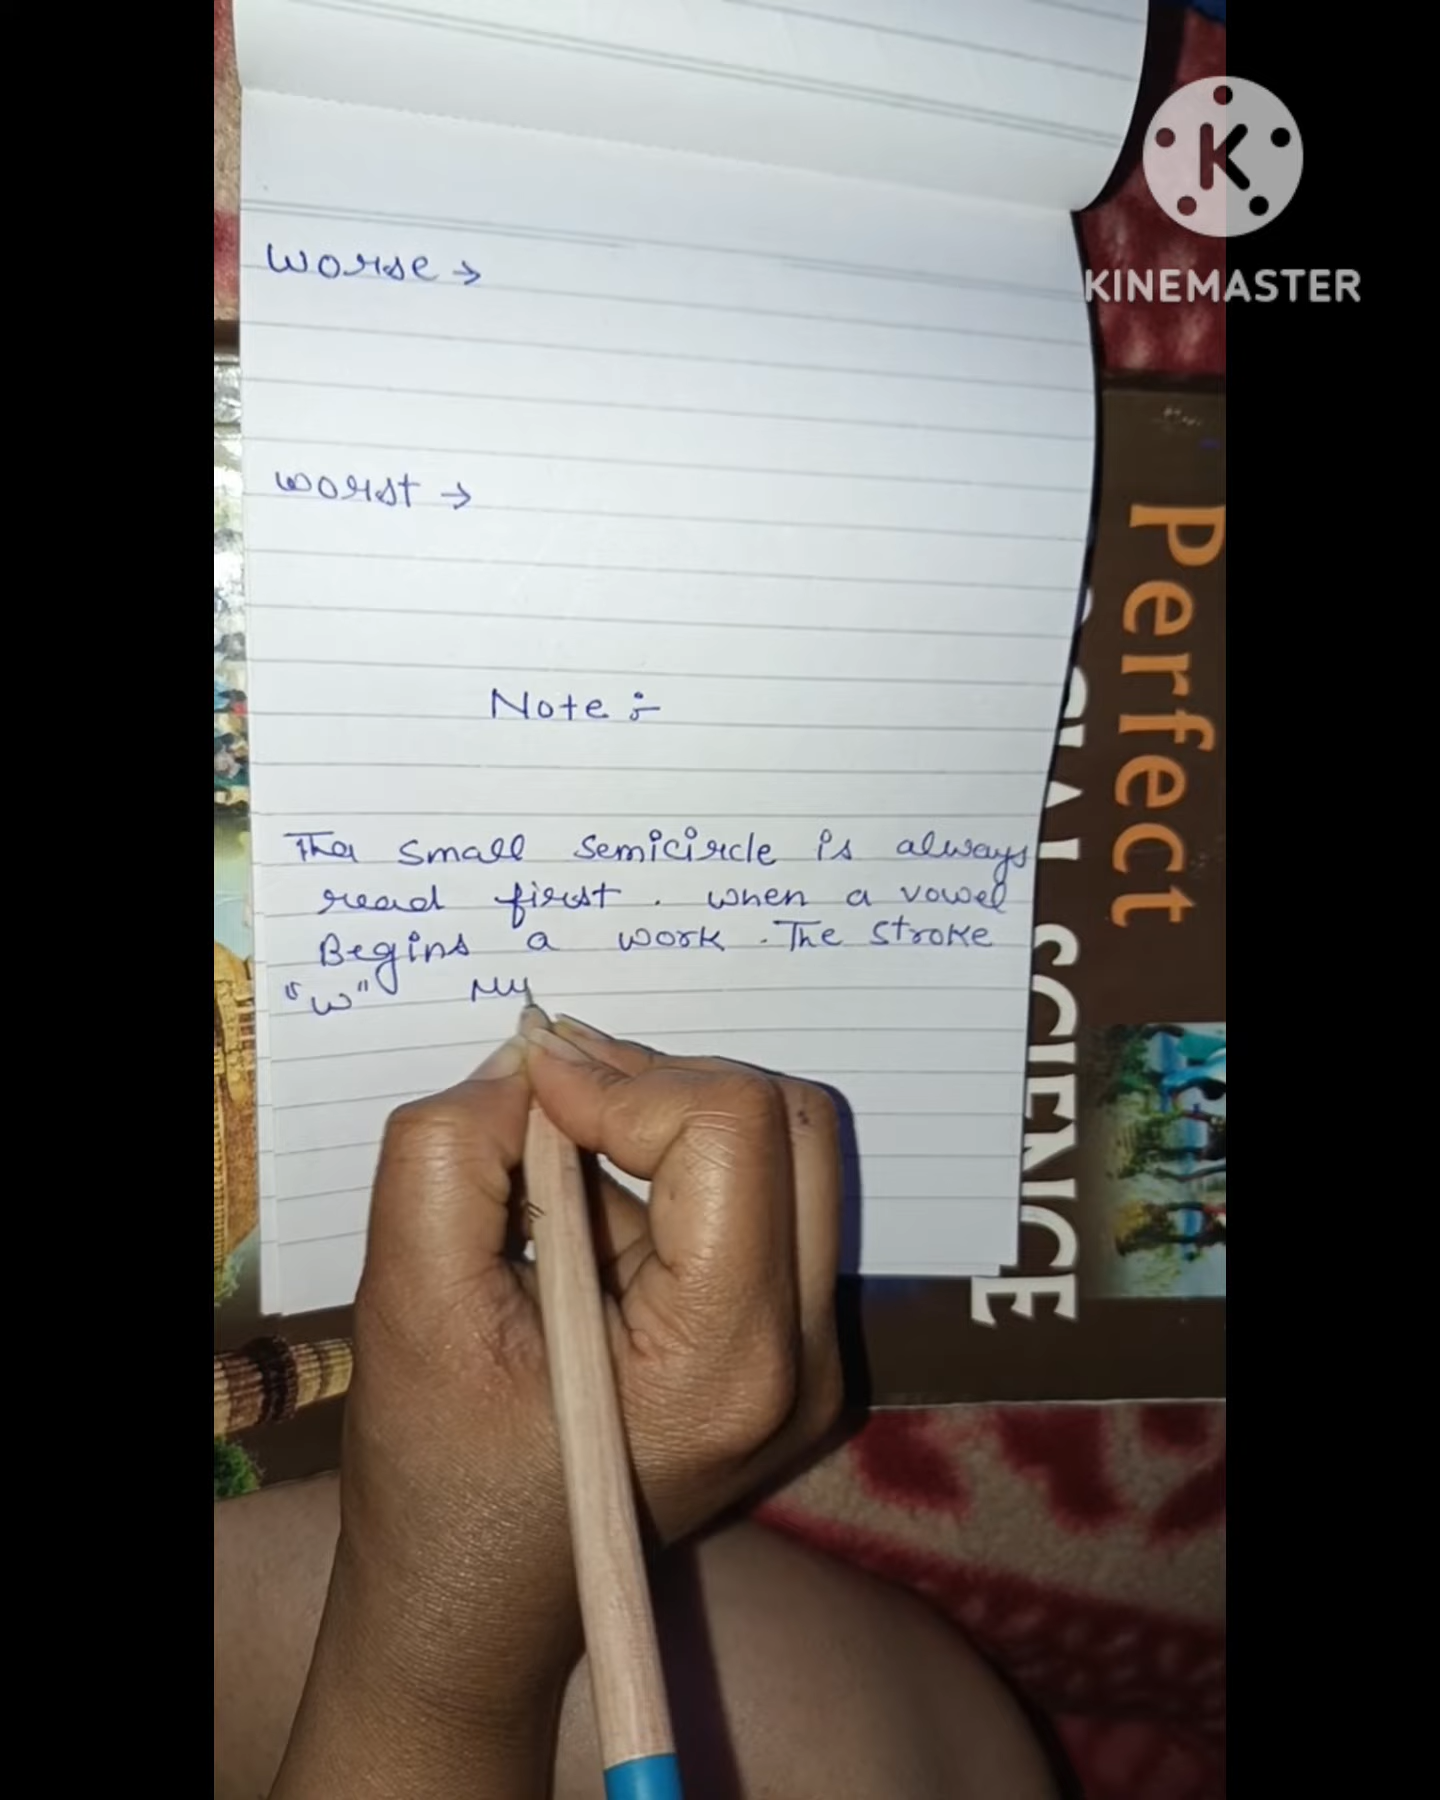 KINEMASTER
worse →
worst →
Note :-
The small semicircle is always
read first . when a vowel
Begins a work . The stroke
"w"
Perfect
SCIENCE